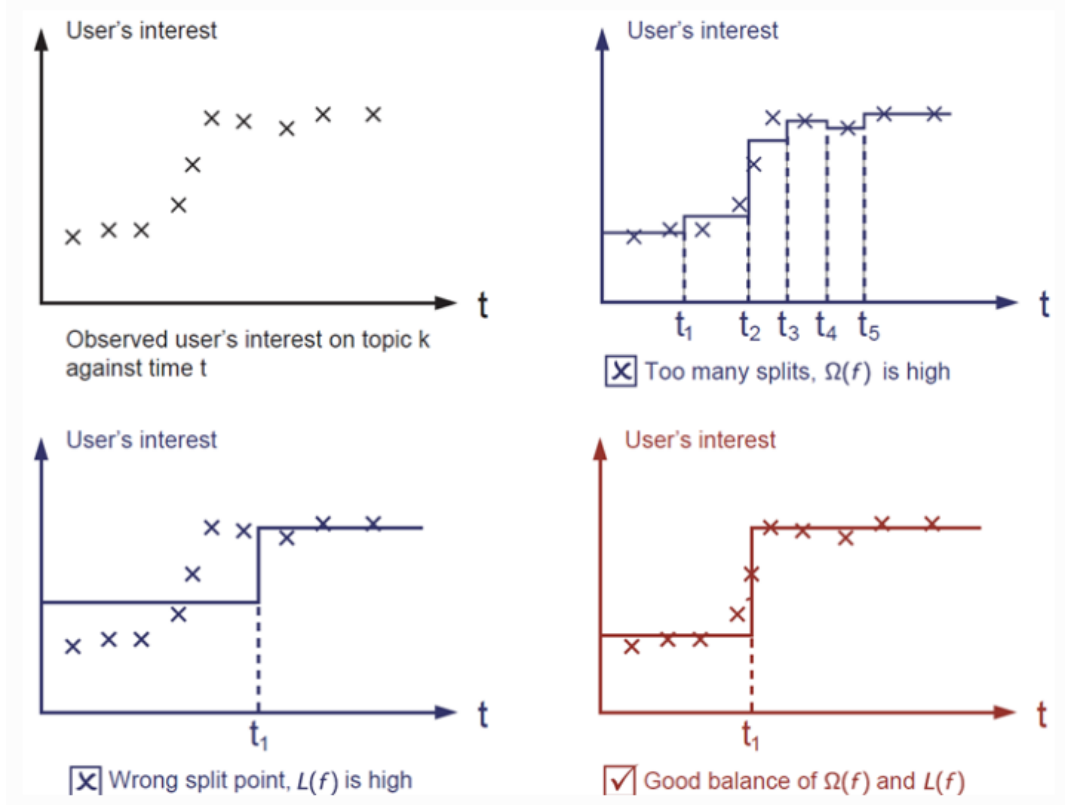 User's interest
t
Observed user's interest on topic k
against time t
User's interest
t
t₁ t₂ t₃ t₄ t₅
Too many splits, Ω(f) is high
User's interest
t
t₁
Wrong split point, L(f) is high
User's interest
t
t₁
Good balance of Ω(f) and L(f)